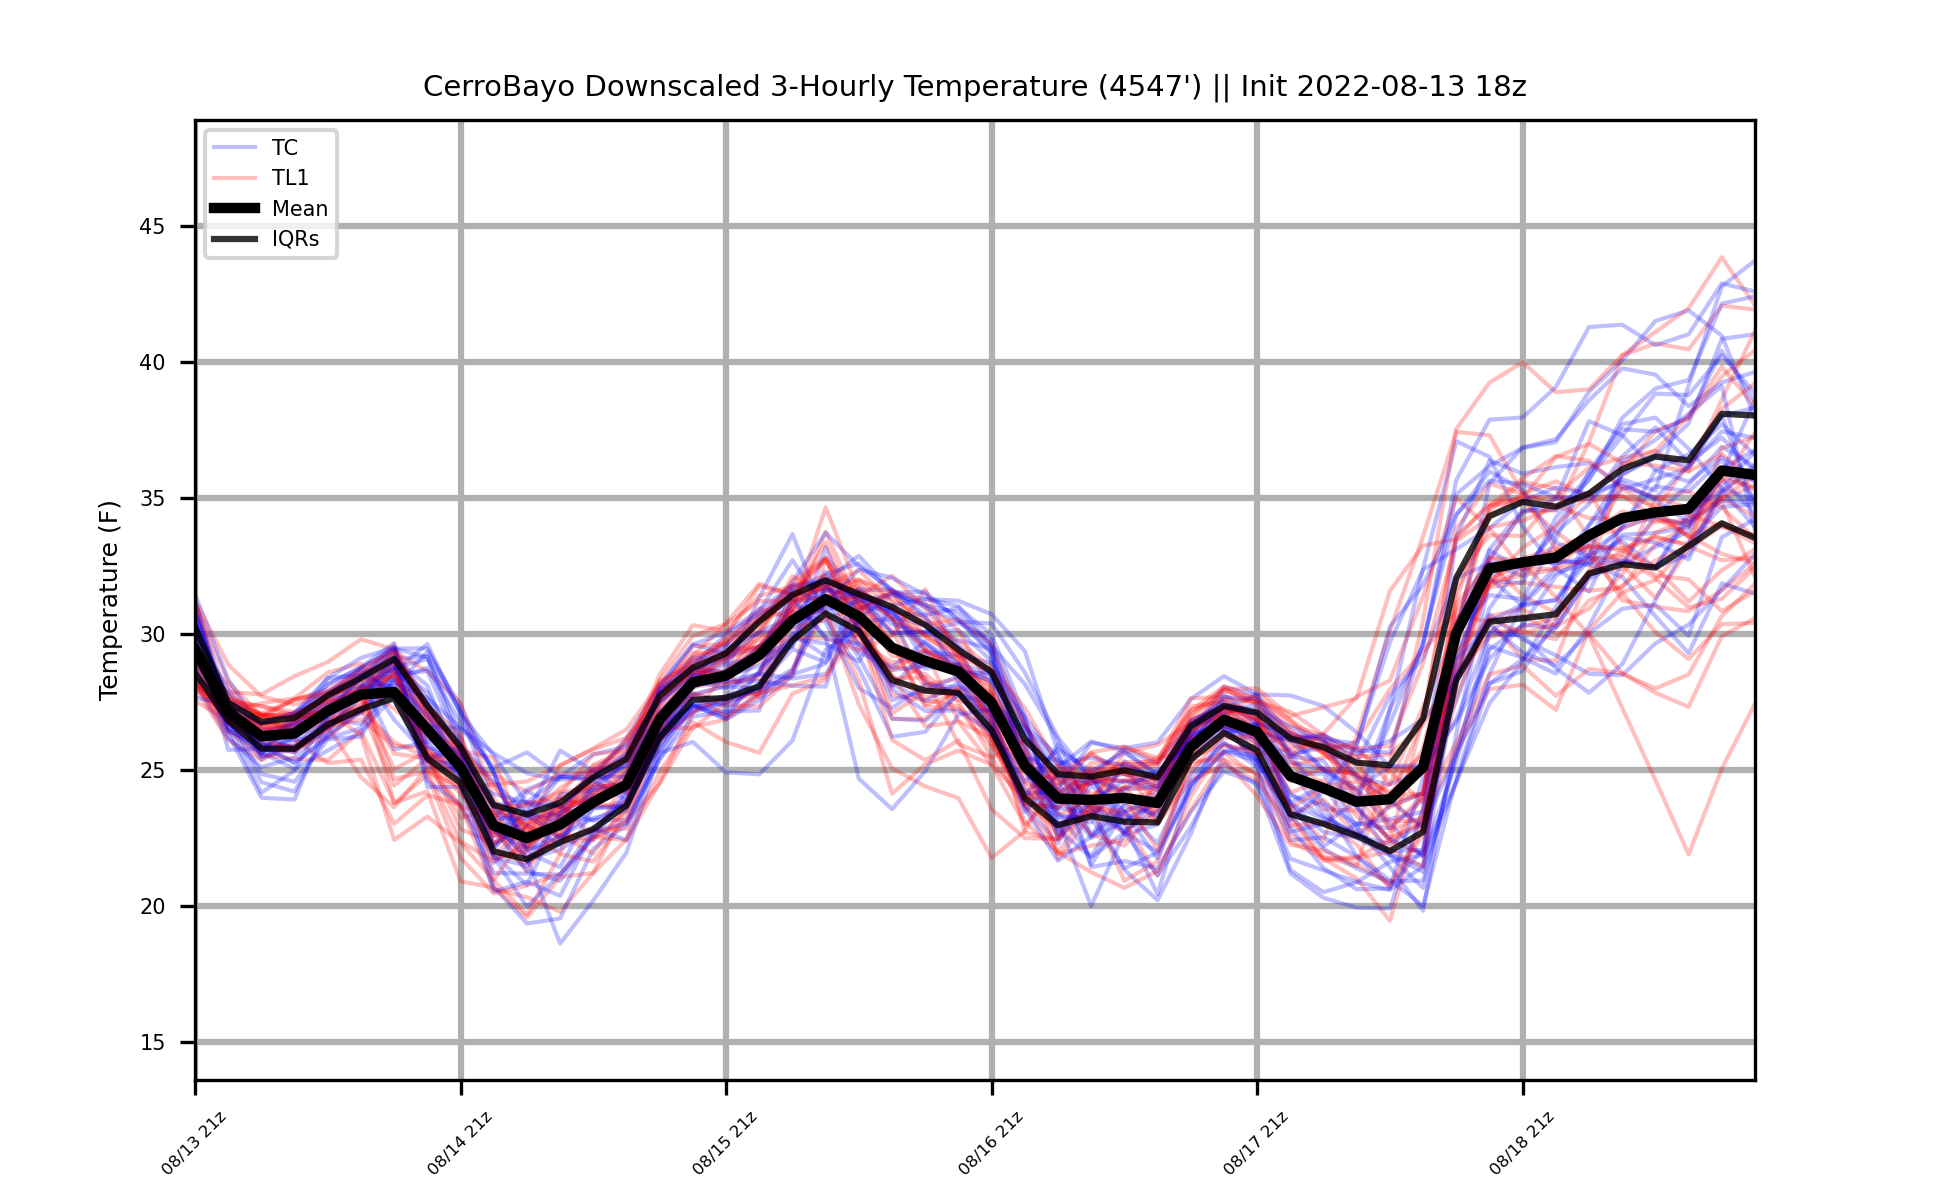 CerroBayo Downscaled 3-Hourly Temperature (4547') || Init 2022-08-13 18z
TC
TL1
Mean
IQRs
45
40
35
30
25
20
15
Temperature (F)
08/13 21z
08/14 21z
08/15 21z
08/16 21z
08/17 21z
08/18 21z